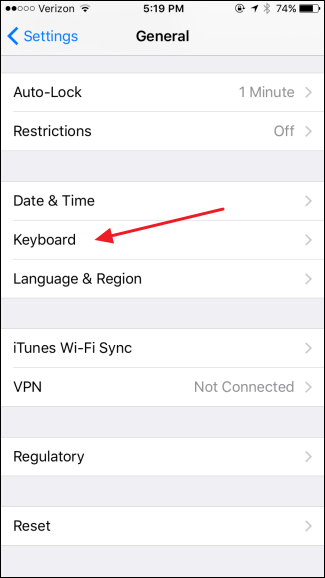 Verizon 5:19 PM 74%
Settings General
Auto-Lock 1 Minute
Restrictions Off
Date & Time
Keyboard
Language & Region
iTunes Wi-Fi Sync
VPN Not Connected
Regulatory
Reset